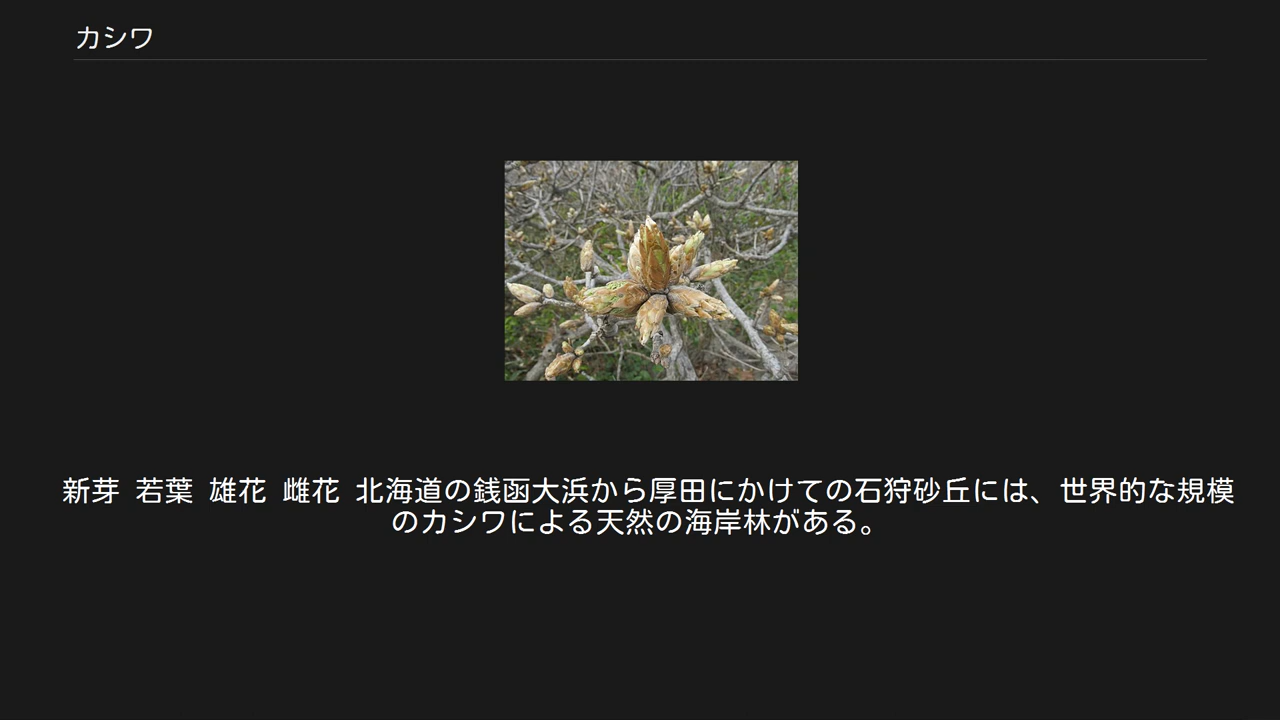 カシワ
新芽 若葉 雄花 雌花 北海道の銭函大浜から厚田にかけての石狩砂丘には、世界的な規模
のカシワによる天然の海岸林がある。